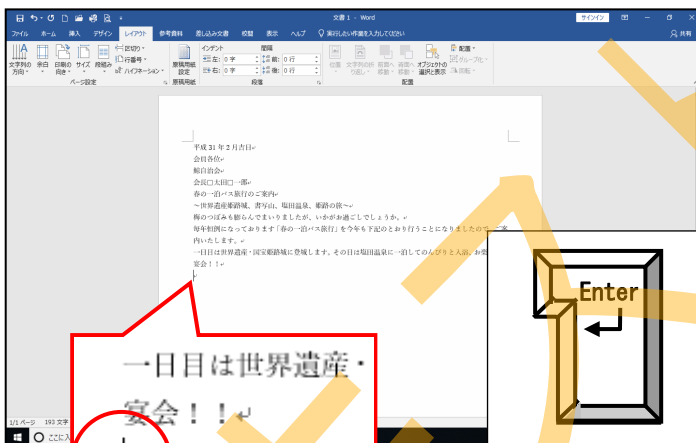 文書 1 - Word
サインイン
ファイル ホーム 挿入 デザイン レイアウト 参考資料 差し込み文書 校閲 表示 ヘルプ 実行したい作業を入力してください 共有
文字列の方向 余白 印刷の向き サイズ 段組み 区切り 行番号 ハイフネーション
ページ設定
原稿用紙設定
原稿用紙
インデント 間隔
左: 0 字 前: 0 行
右: 0 字 後: 0 行
段落
位置 文字列の折り返し 前面へ移動 背面へ移動 オブジェクトの選択と表示 配置 グループ化 回転
配置
平成 31 年 2 月吉日
会員各位
鯨自治会
会長□太田□一郎
春の一泊バス旅行のご案内
～世界遺産姫路城、書写山、塩田温泉、姫路の旅～
梅のつぼみも膨らんでまいりましたが、いかがお過ごしでしょうか。
毎年恒例になっております「春の一泊バス旅行」を今年も下記のとおり行うことになりましたので、ご案
内いたします。
一日目は世界遺産・国宝姫路城に登城します。その日は塩田温泉に一泊してのんびりと入浴、お楽
宴会！！
Enter
一日目は世界遺産・
宴会！！
1/1 ページ 193 文字
ここに入